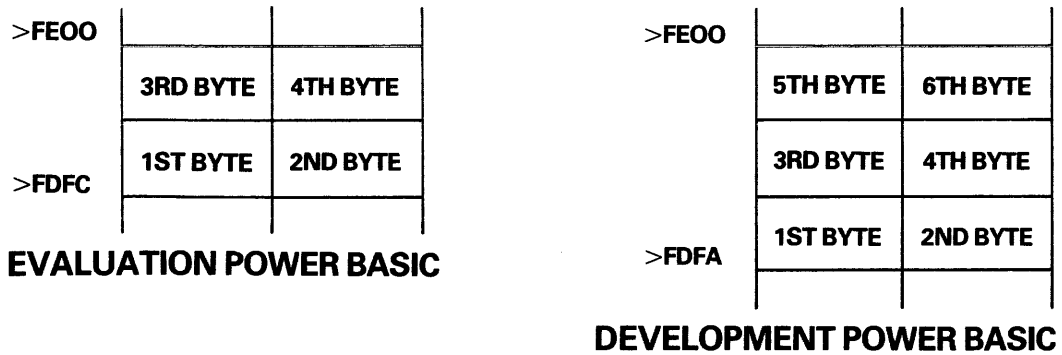 >FEOO
3RD BYTE 4TH BYTE
1ST BYTE 2ND BYTE
>FDFC
EVALUATION POWER BASIC
>FEOO
5TH BYTE 6TH BYTE
3RD BYTE 4TH BYTE
1ST BYTE 2ND BYTE
>FDFA
DEVELOPMENT POWER BASIC